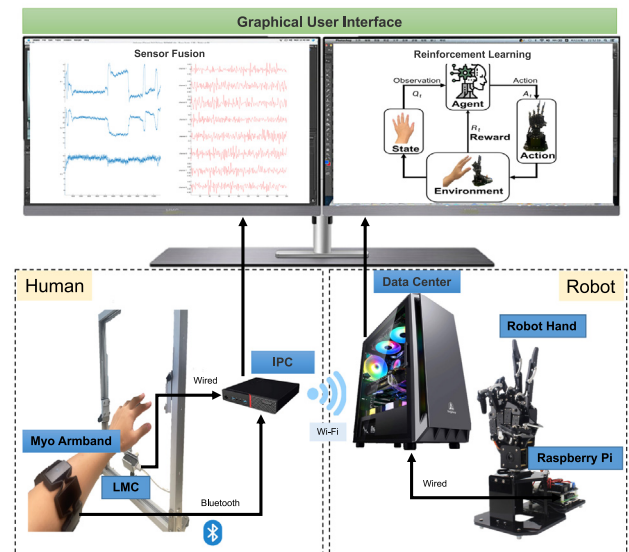 Graphical User Interface
Sensor Fusion
Reinforcement Learning
Observation
Action
Agent
State
Reward
Action
Environment
Human
Data Center
Robot
IPC
Robot Hand
Wired
Wi-Fi
Myo Armband
LMC
Raspberry Pi
Bluetooth
Wired